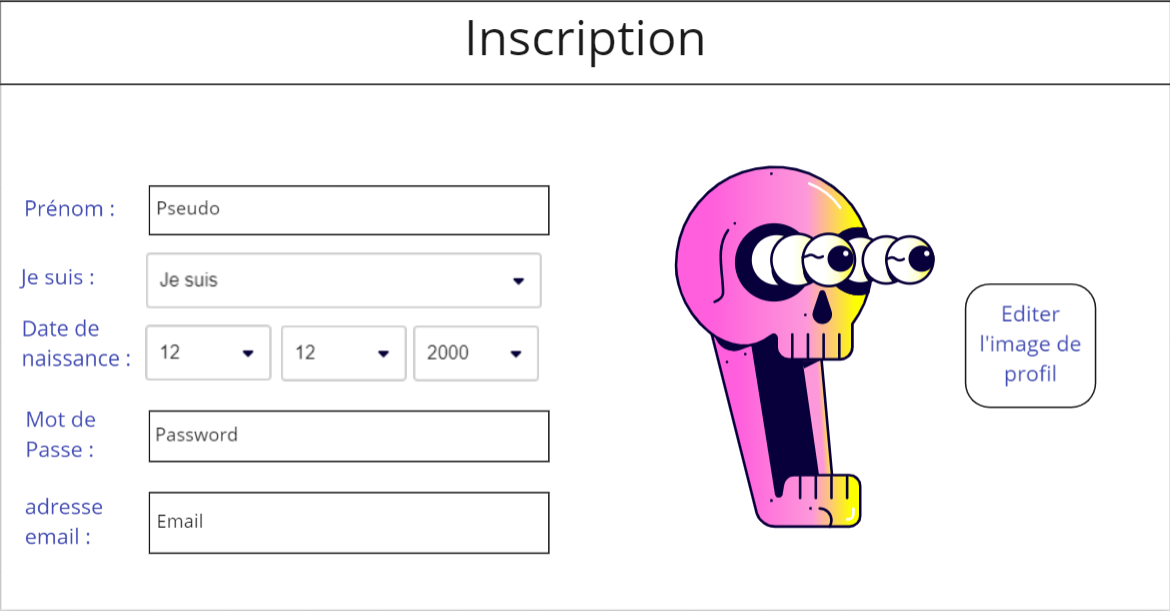 Inscription
Prénom :
Pseudo
Je suis :
Je suis
Date de
naissance :
12
12
2000
Mot de
Passe :
Password
adresse
email :
Email
Editer
l'image de
profil